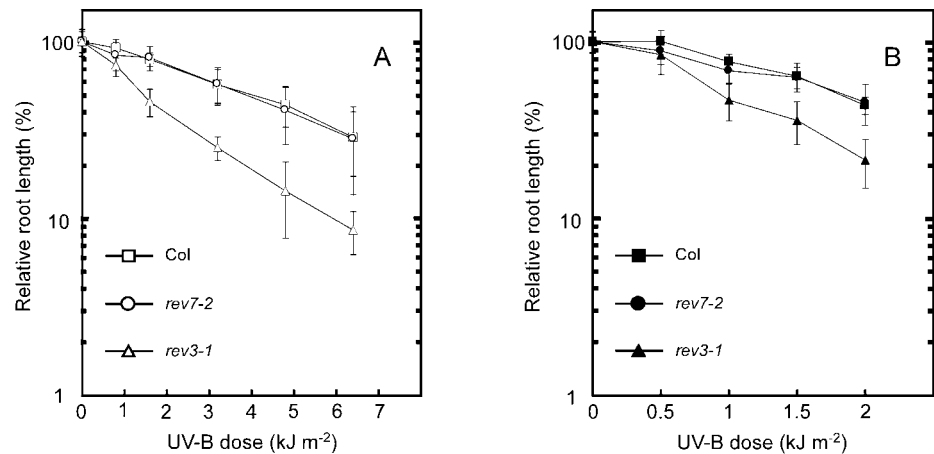 A
100
10
1
Relative root length (%)
Col
rev7-2
rev3-1
0 1 2 3 4 5 6 7
UV-B dose (kJ m-2)
B
100
10
1
Relative root length (%)
Col
rev7-2
rev3-1
0 0.5 1 1.5 2
UV-B dose (kJ m-2)